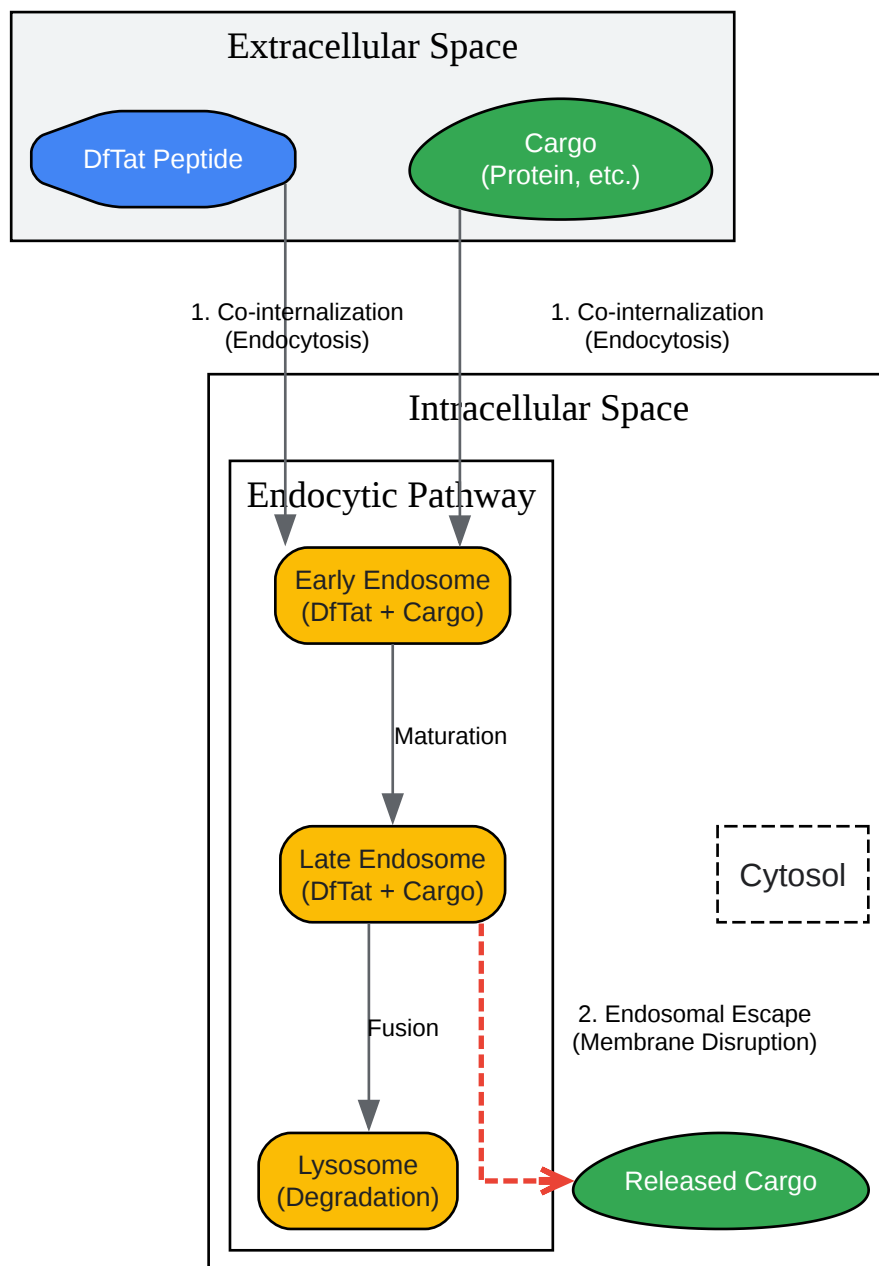 Extracellular Space
DfTat Peptide
Cargo
(Protein, etc.)
1. Co-internalization
(Endocytosis)
1. Co-internalization
(Endocytosis)
Intracellular Space
Endocytic Pathway
Early Endosome
(DfTat + Cargo)
Maturation
Late Endosome
(DfTat + Cargo)
Cytosol
Fusion
2. Endosomal Escape
(Membrane Disruption)
Lysosome
(Degradation)
Released Cargo